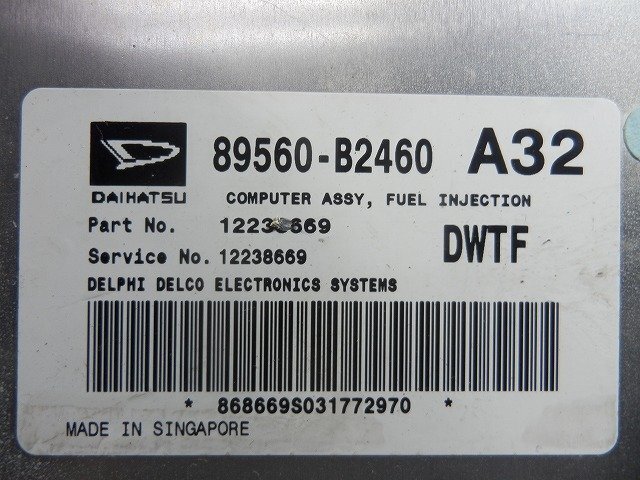 89560-B2460 A32
DAIHATSU COMPUTER ASSY, FUEL INJECTION
Part No. DWTF
Service No. 12238669
DELPHI DELCO ELECTRONICS SYSTEMS
* 868669S031772970 *
MADE IN SINGAPORE